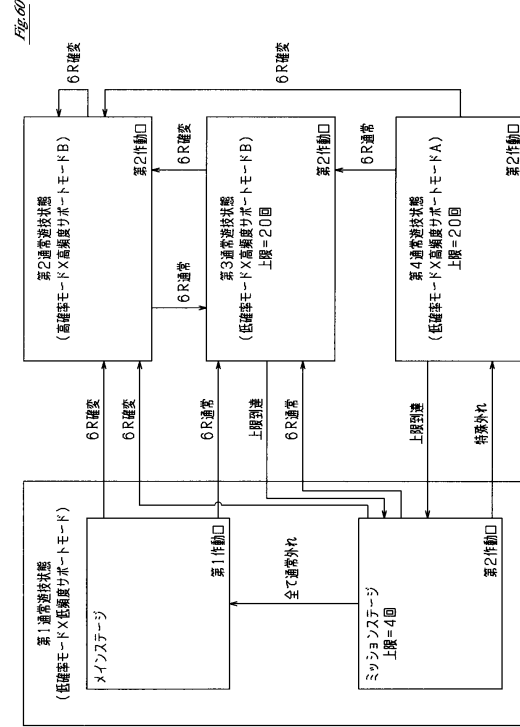 Fig.60
第1通常遊技状態
(低確率モード×低頻度サポートモード)
メインステージ
第1作動口
全て通常外れ
ミッションステージ
上限=4回
第2作動口
6R確変
6R確変
6R通常
上限到達
6R通常
上限到達
特殊外れ
第2通常遊技状態
(高確率モード×高頻度サポートモードB)
第2作動口
6R確変
6R通常
6R確変
第3通常遊技状態
(低確率モード×高頻度サポートモードB)
上限=20回
第2作動口
6R通常
6R確変
第4通常遊技状態
(低確率モード×高頻度サポートモードA)
上限=20回
第2作動口